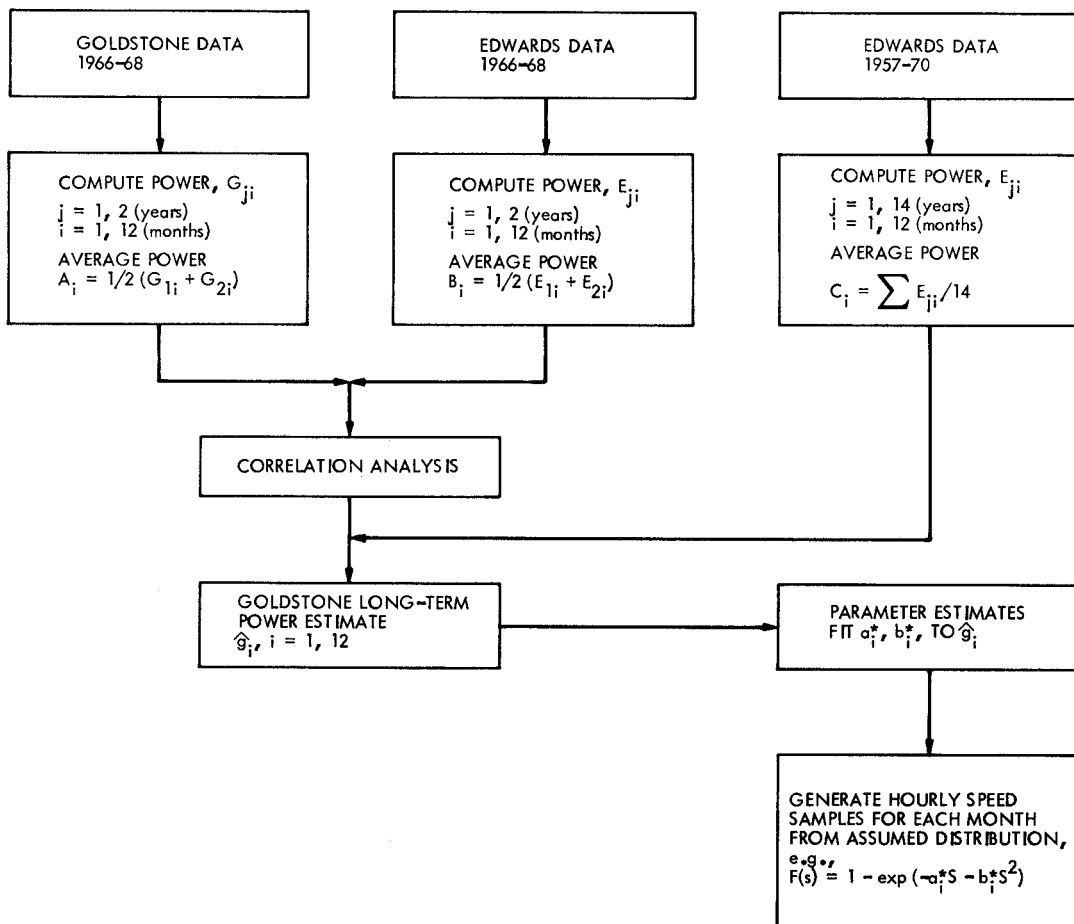 GOLDSTONE DATA
1966-68
EDWARDS DATA
1966-68
EDWARDS DATA
1957-70
COMPUTE POWER, G_ji
j = 1, 2 (years)
i = 1, 12 (months)
AVERAGE POWER
A_i = 1/2 (G_1i + G_2i)
COMPUTE POWER, E_ji
j = 1, 2 (years)
i = 1, 12 (months)
AVERAGE POWER
B_i = 1/2 (E_1i + E_2i)
COMPUTE POWER, E_ji
j = 1, 14 (years)
i = 1, 12 (months)
AVERAGE POWER
C_i = ∑ E_ji/14
CORRELATION ANALYSIS
GOLDSTONE LONG-TERM
POWER ESTIMATE
ĝ_i, i = 1, 12
PARAMETER ESTIMATES
FIT a*_i, b*_i, TO ĝ_i
GENERATE HOURLY SPEED
SAMPLES FOR EACH MONTH
FROM ASSUMED DISTRIBUTION,
e.g.,
F(s) = 1 - exp (-a*_i S - b*_i S²)